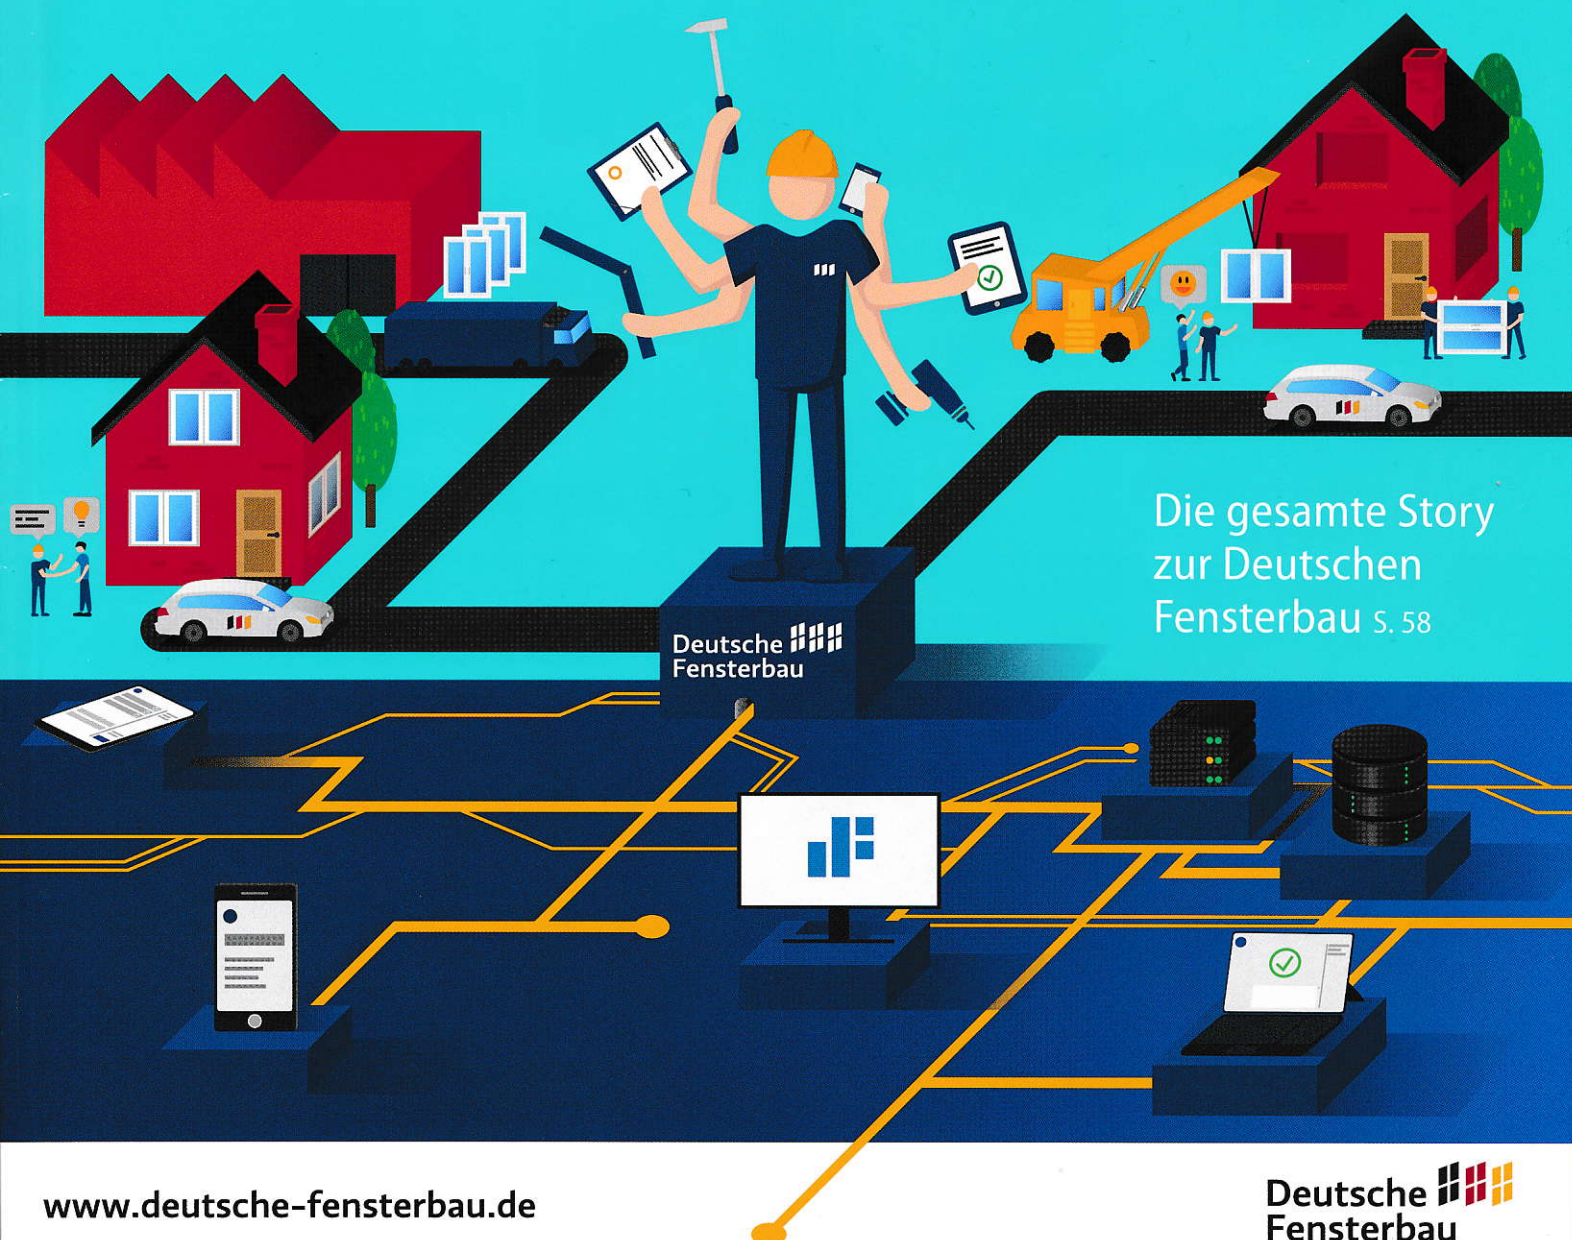 Die gesamte Story
zur Deutschen
Fensterbau S. 58
Deutsche
Fensterbau
www.deutsche-fensterbau.de
Deutsche
Fensterbau